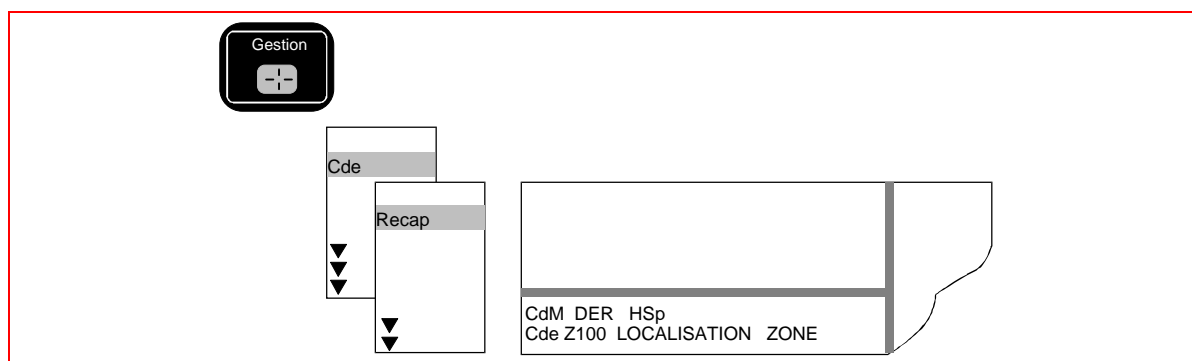 Gestion
Cde
Recap
CdM DER HSp
Cde Z100 LOCALISATION ZONE